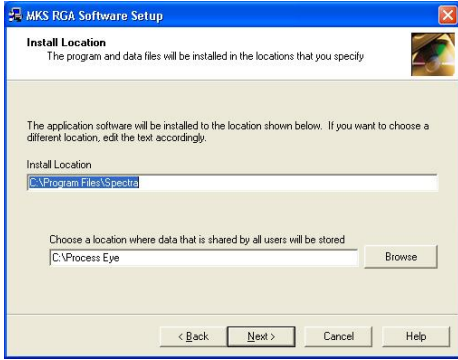 MKS RGA Software Setup
Install Location
The program and data files will be installed in the locations that you specify
The application software will be installed to the location shown below. If you want to choose a
different location, edit the text accordingly.
Install Location
C:\Program Files\Spectra
Choose a location where data that is shared by all users will be stored
C:\Process Eye
Browse
< Back
Next >
Cancel
Help